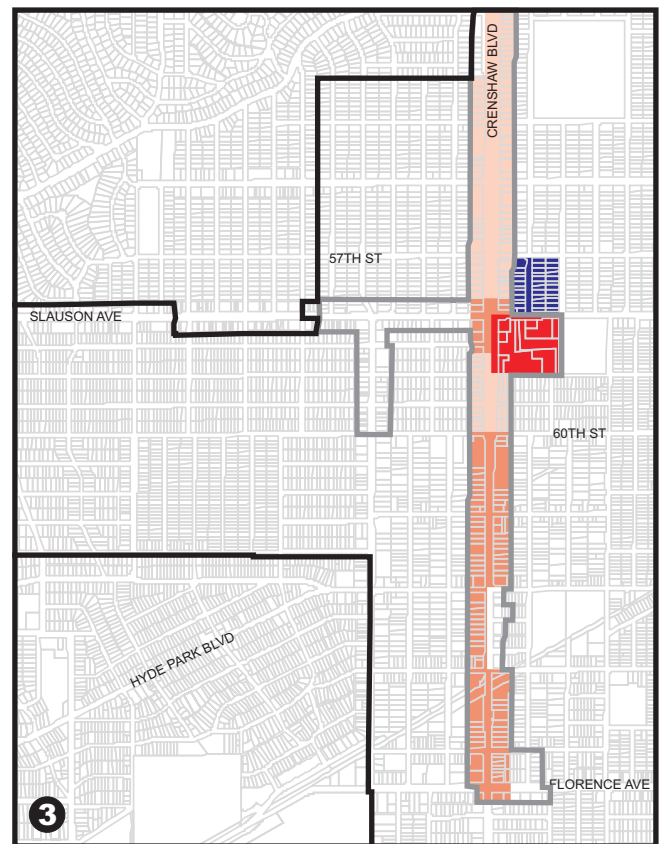 CRENSHAW BLVD
57TH ST
SLAUSON AVE
60TH ST
HYDE PARK BLVD
FLORENCE AVE
3